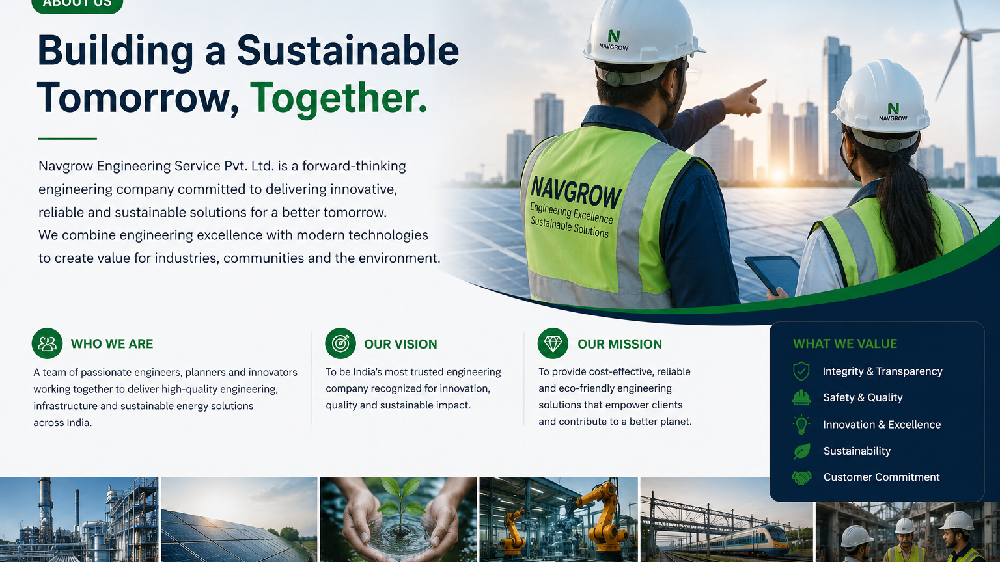 ABOUT US
Building a Sustainable
Tomorrow, Together.
Navgrow Engineering Service Pvt. Ltd. is a forward-thinking
engineering company committed to delivering innovative,
reliable and sustainable solutions for a better tomorrow.
We combine engineering excellence with modern technologies
to create value for industries, communities and the environment.
N
NAVGROW
N
NAVGROW
NAVGROW
Engineering Excellence
Sustainable Solutions
WHO WE ARE
A team of passionate engineers, planners and innovators
working together to deliver high-quality engineering,
infrastructure and sustainable energy solutions
across India.
OUR VISION
To be India's most trusted engineering
company recognized for innovation,
quality and sustainable impact.
OUR MISSION
To provide cost-effective, reliable
and eco-friendly engineering
solutions that empower clients
and contribute to a better planet.
WHAT WE VALUE
Integrity & Transparency
Safety & Quality
Innovation & Excellence
Sustainability
Customer Commitment